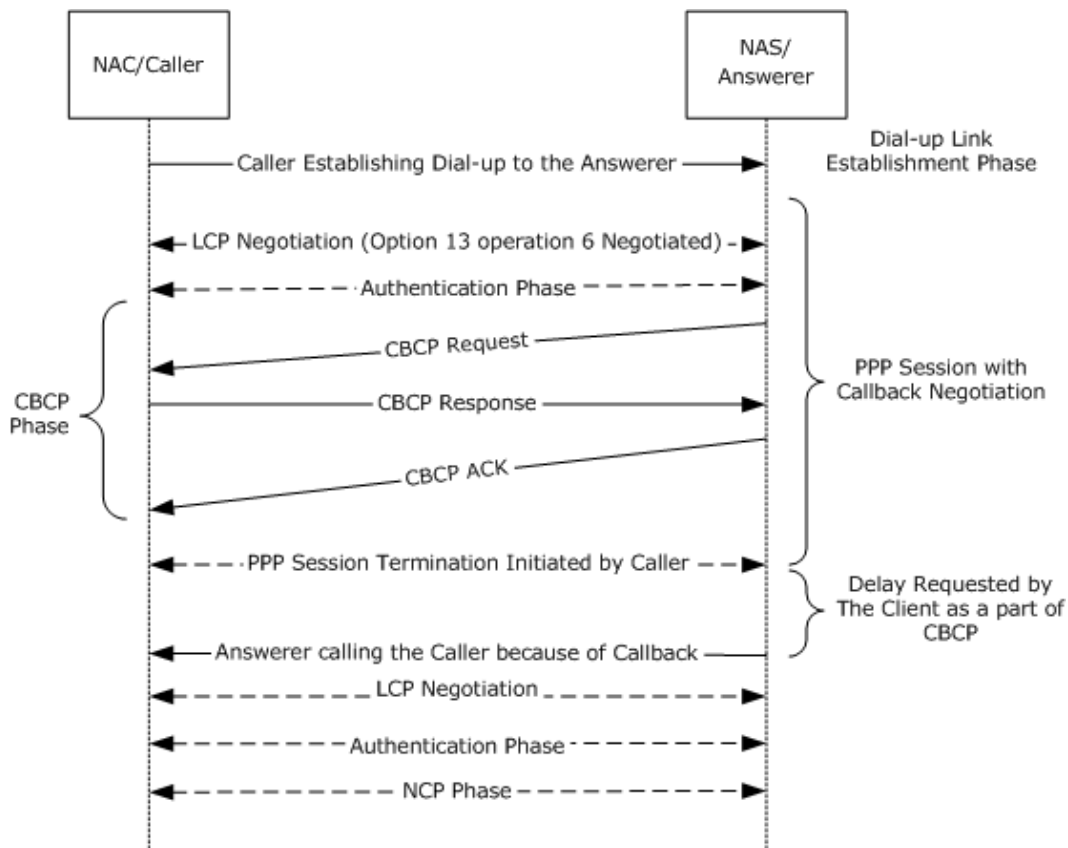 NAC/Caller
NAS/
Answerer
Dial-up Link
Establishment Phase
Caller Establishing Dial-up to the Answerer
LCP Negotiation (Option 13 operation 6 Negotiated)
Authentication Phase
CBCP Request
PPP Session with
Callback Negotiation
CBCP
Phase
CBCP Response
CBCP ACK
PPP Session Termination Initiated by Caller
Delay Requested by
The Client as a part of
CBCP
Answerer calling the Caller because of Callback
LCP Negotiation
Authentication Phase
NCP Phase